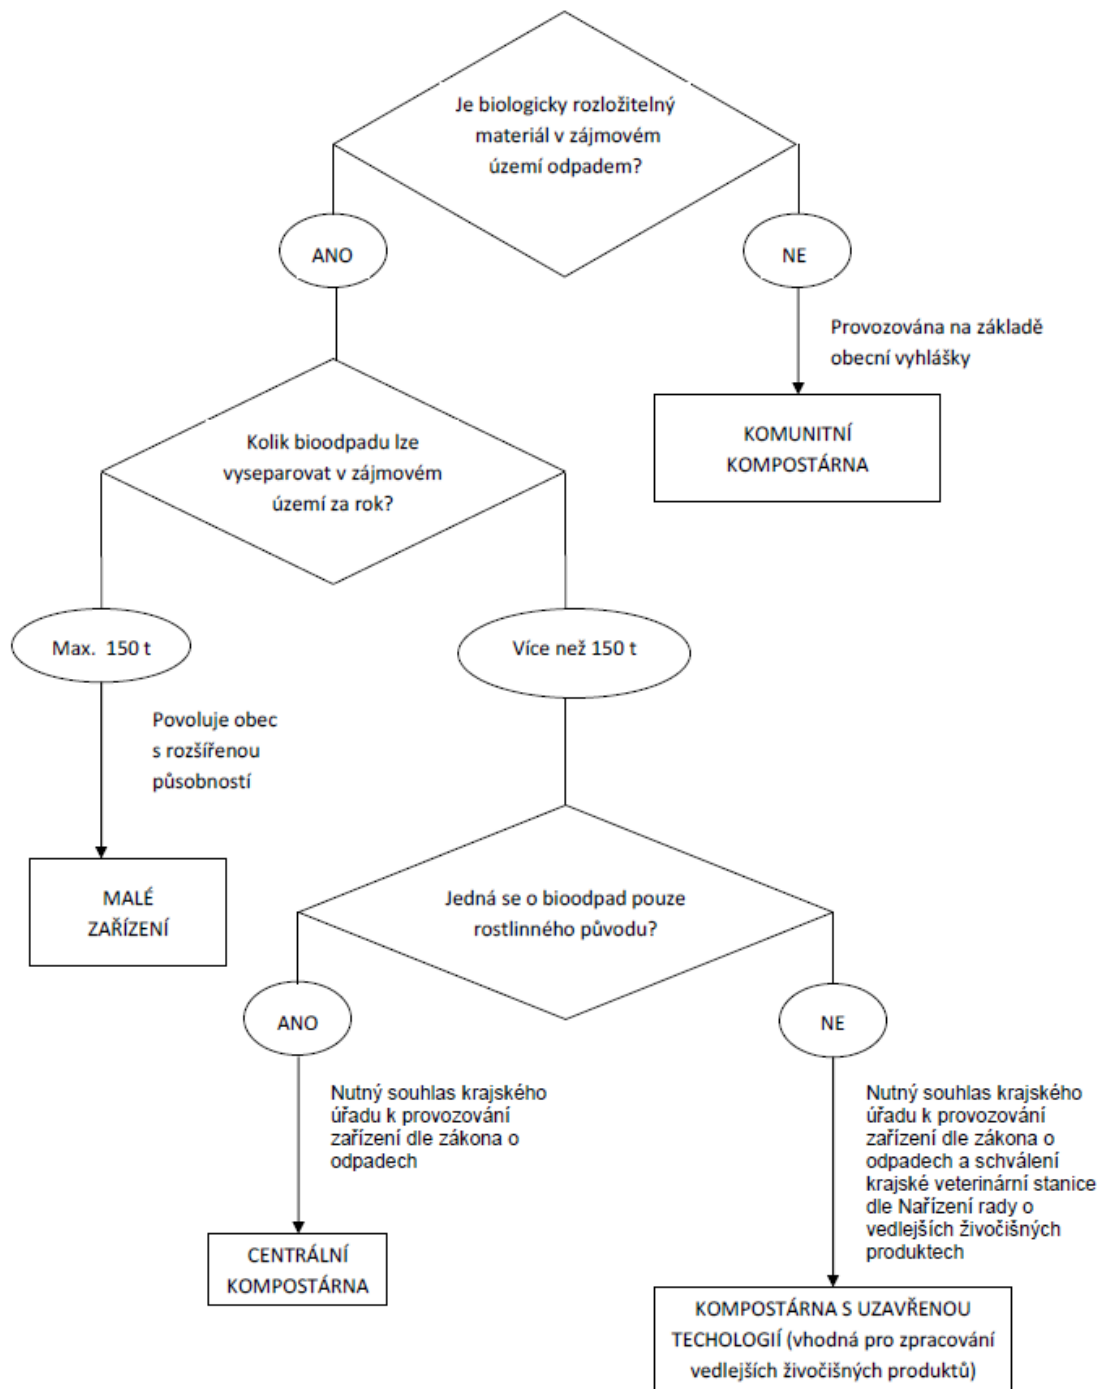 Je biologicky rozložitelný
materiál v zájmovém
území odpadem?
ANO
NE
Provozována na základě
obecní vyhlášky
KOMUNITNÍ
KOMPOSTÁRNA
Kolik bioodpadu lze
vyseparovat v zájmovém
území za rok?
Max. 150 t
Více než 150 t
Povoluje obec
s rozšířenou
působností
MALÉ
ZAŘÍZENÍ
Jedná se o bioodpad pouze
rostlinného původu?
ANO
NE
Nutný souhlas krajského
úřadu k provozování
zařízení dle zákona o
odpadech
Nutný souhlas krajského
úřadu k provozování
zařízení dle zákona o
odpadech a schválení
krajské veterinární stanice
dle Nařízení rady o
vedlejších živočišných
produktech
CENTRÁLNÍ
KOMPOSTÁRNA
KOMPOSTÁRNA S UZAVŘENOU
TECHOLOGIÍ (vhodná pro zpracování
vedlejších živočišných produktů)